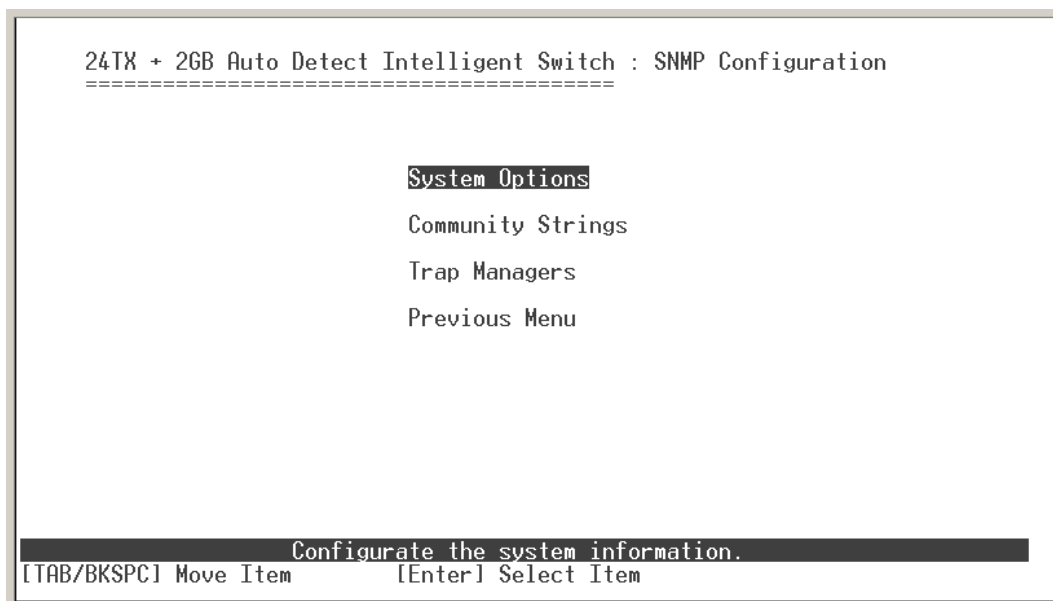 24TX + 2GB Auto Detect Intelligent Switch : SNMP Configuration
=========================================
System Options
Community Strings
Trap Managers
Previous Menu
Configurate the system information.
[TAB/BKSPC] Move Item [Enter] Select Item